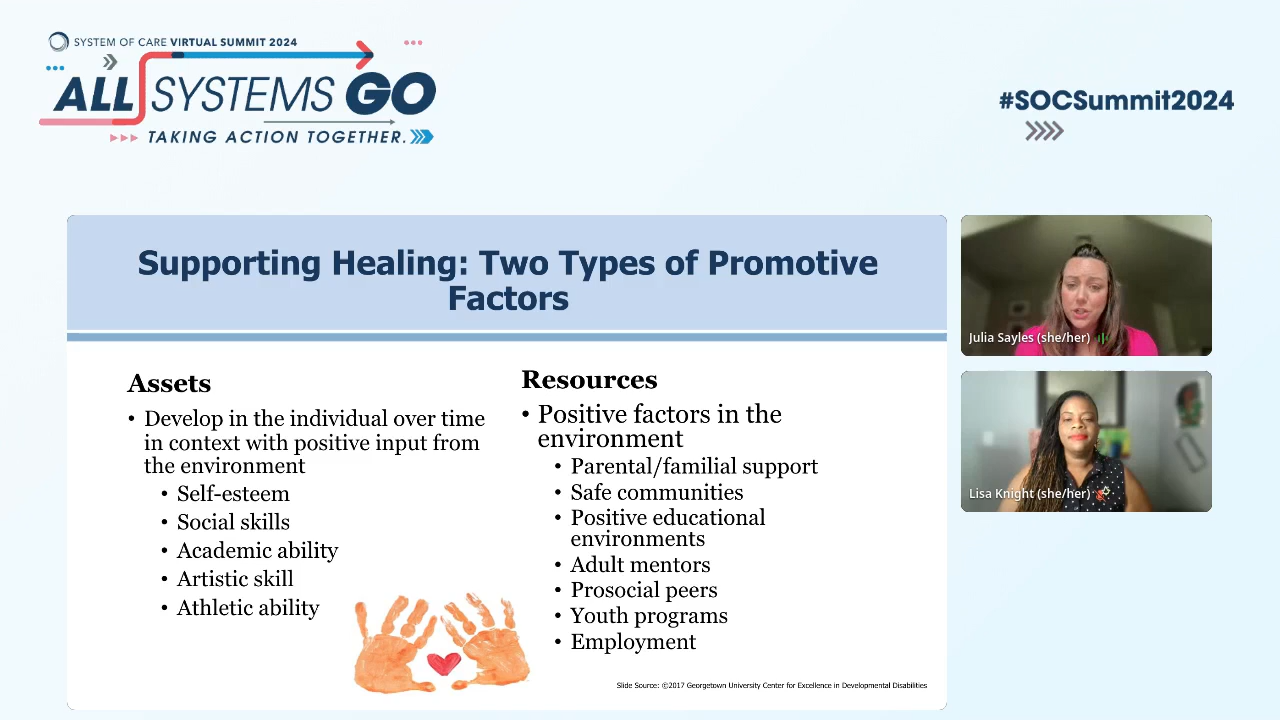 SYSTEM OF CARE VIRTUAL SUMMIT 2024
ALL SYSTEMS GO
TAKING ACTION TOGETHER.
#SOCSummit2024
Supporting Healing: Two Types of Promotive
Factors
Assets
• Develop in the individual over time
in context with positive input from
the environment
• Self-esteem
• Social skills
• Academic ability
• Artistic skill
• Athletic ability
Resources
• Positive factors in the
environment
• Parental/familial support
• Safe communities
• Positive educational
environments
• Adult mentors
• Prosocial peers
• Youth programs
• Employment
Slide Source: ©2017 Georgetown University Center for Excellence in Developmental Disabilities
Julia Sayles (she/her)
Lisa Knight (she/her)